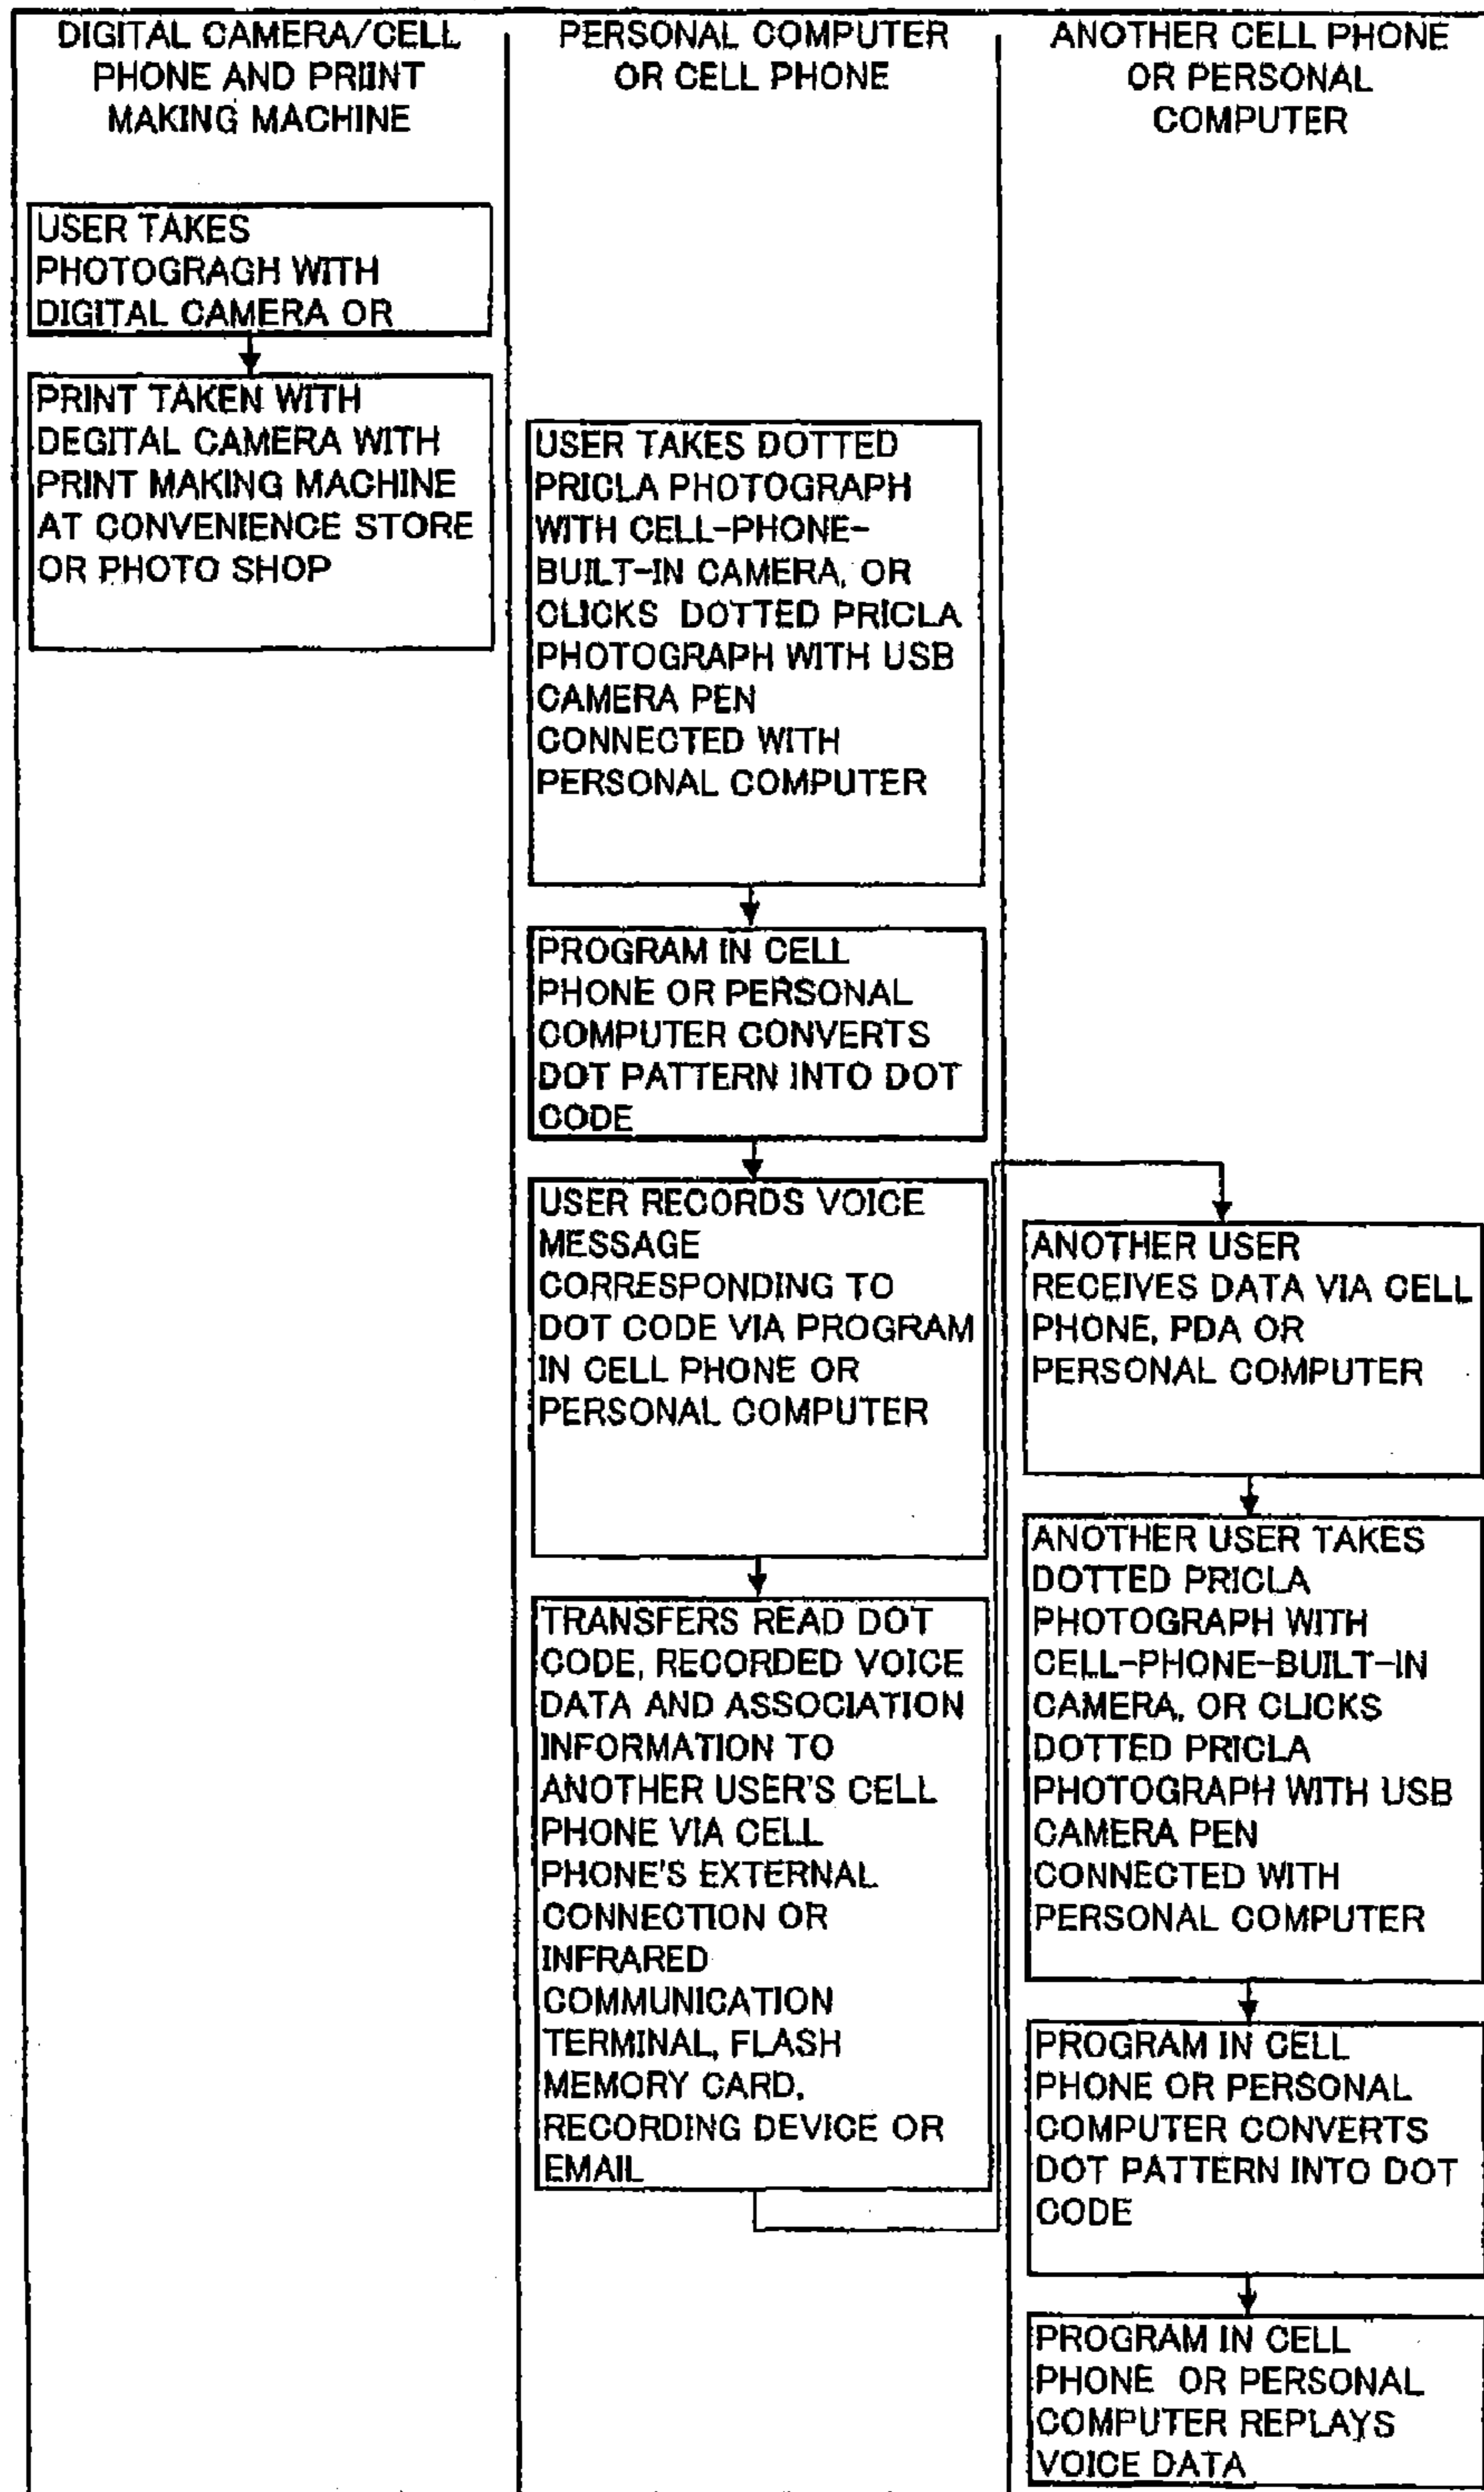 DIGITAL CAMERA/CELL
PHONE AND PRIINT
MAKING MACHINE
PERSONAL COMPUTER
OR CELL PHONE
ANOTHER CELL PHONE
OR PERSONAL
COMPUTER
USER TAKES
PHOTOGRAGH WITH
DIGITAL CAMERA OR
PRINT TAKEN WITH
DEGITAL CAMERA WITH
PRINT MAKING MACHINE
AT CONVENIENCE STORE
OR PHOTO SHOP
USER TAKES DOTTED
PRICLA PHOTOGRAPH
WITH CELL-PHONE-
BUILT-IN CAMERA, OR
CLICKS DOTTED PRICLA
PHOTOGRAPH WITH USB
CAMERA PEN
CONNECTED WITH
PERSONAL COMPUTER
PROGRAM IN CELL
PHONE OR PERSONAL
COMPUTER CONVERTS
DOT PATTERN INTO DOT
CODE
USER RECORDS VOICE
MESSAGE
CORRESPONDING TO
DOT CODE VIA PROGRAM
IN CELL PHONE OR
PERSONAL COMPUTER
TRANSFERS READ DOT
CODE, RECORDED VOICE
DATA AND ASSOCIATION
INFORMATION TO
ANOTHER USER'S CELL
PHONE VIA CELL
PHONE'S EXTERNAL
CONNECTION OR
INFRARED
COMMUNICATION
TERMINAL, FLASH
MEMORY CARD,
RECORDING DEVICE OR
EMAIL
ANOTHER USER
RECEIVES DATA VIA CELL
PHONE, PDA OR
PERSONAL COMPUTER
ANOTHER USER TAKES
DOTTED PRICLA
PHOTOGRAPH WITH
CELL-PHONE-BUILT-IN
CAMERA, OR CLICKS
DOTTED PRICLA
PHOTOGRAPH WITH USB
CAMERA PEN
CONNECTED WITH
PERSONAL COMPUTER
PROGRAM IN CELL
PHONE OR PERSONAL
COMPUTER CONVERTS
DOT PATTERN INTO DOT
CODE
PROGRAM IN CELL
PHONE OR PERSONAL
COMPUTER REPLAYS
VOICE DATA